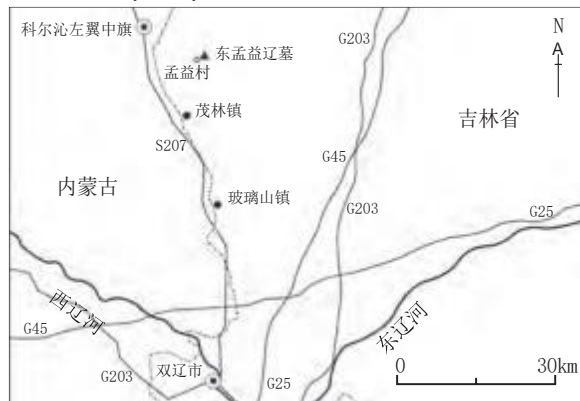 科尔沁左翼中旗
G203
N
东孟益辽墓
孟益村
茂林镇
吉林省
S207
G45
内蒙古
玻璃山镇
G203
G25
西辽河
东辽河
G45
双辽市
G203
G25
0
30km